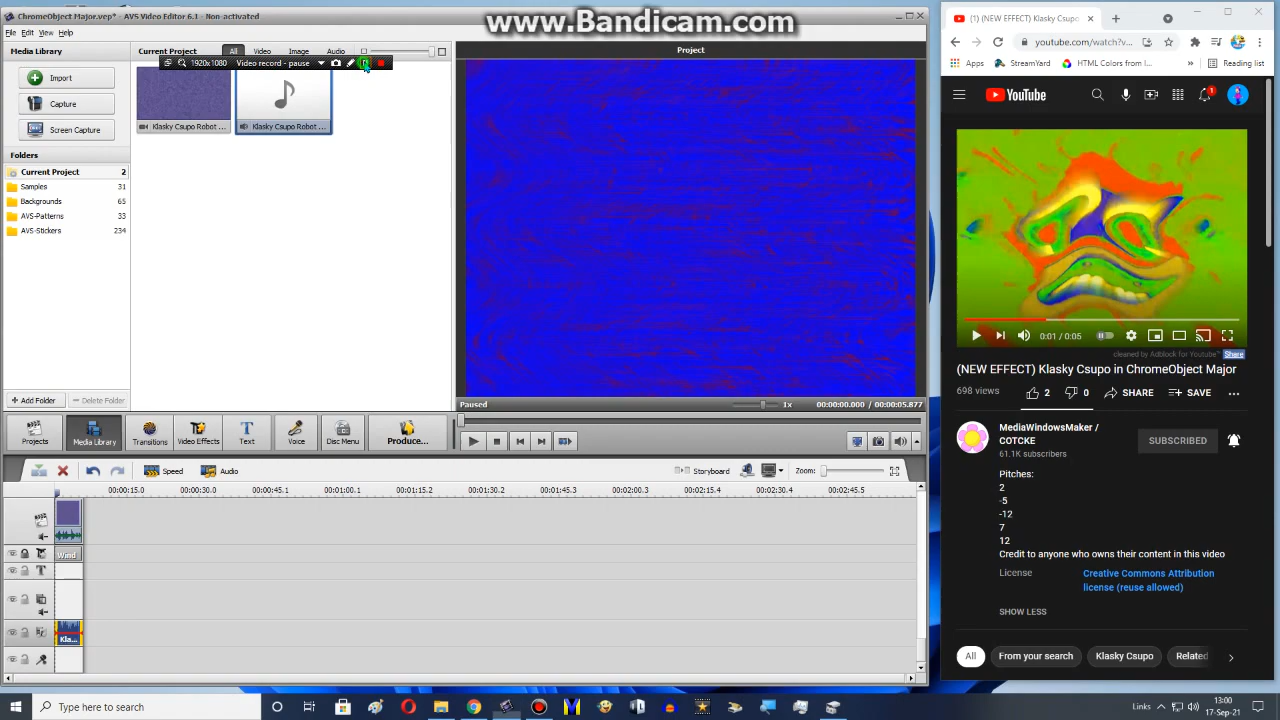 www.Bandicam.com
ChromeObject Major.vep* - AVS Video Editor 6.1 - Non-activated
File Edit View Help
Media Library
Current Project
All
Video
Image
Audio
1920x1080
Video record - pause
Import
Capture
Screen Capture
Klasky Csupo Robot ...
Klasky Csupo Robot ...
Folders
Current Project 2
Samples 31
Backgrounds 65
AVS-Patterns 33
AVS-Stickers 234
Add Folder
Delete Folder
Project
Paused
1x
00:00:00.000 / 00:00:05.877
Projects
Media Library
Transitions
Video Effects
Text
Voice
Disc Menu
Produce...
Speed
Audio
Storyboard
Zoom:
00:00:15.0 00:00:30.0 00:00:45.1 00:01:00.1 00:01:15.2 00:01:30.2 00:01:45.3 00:02:00.3 00:02:15.4 00:02:30.4 00:02:45.5
Wind
Kla...
(1) (NEW EFFECT) Klasky Csupo
youtube.com/watch?v...
Apps
StreamYard
HTML Colors from I...
Reading list
YouTube
1
0:01 / 0:05
cleaned by Adblock for Youtube™
Share
(NEW EFFECT) Klasky Csupo in ChromeObject Major
698 views
2
0
SHARE
SAVE
MediaWindowsMaker /
COTCKE
61.1K subscribers
SUBSCRIBED
Pitches:
2
-5
-12
7
12
Credit to anyone who owns their content in this video
License
Creative Commons Attribution
license (reuse allowed)
SHOW LESS
All
From your search
Klasky Csupo
Related
Type here to search
Links
13:00
17-Sep-21